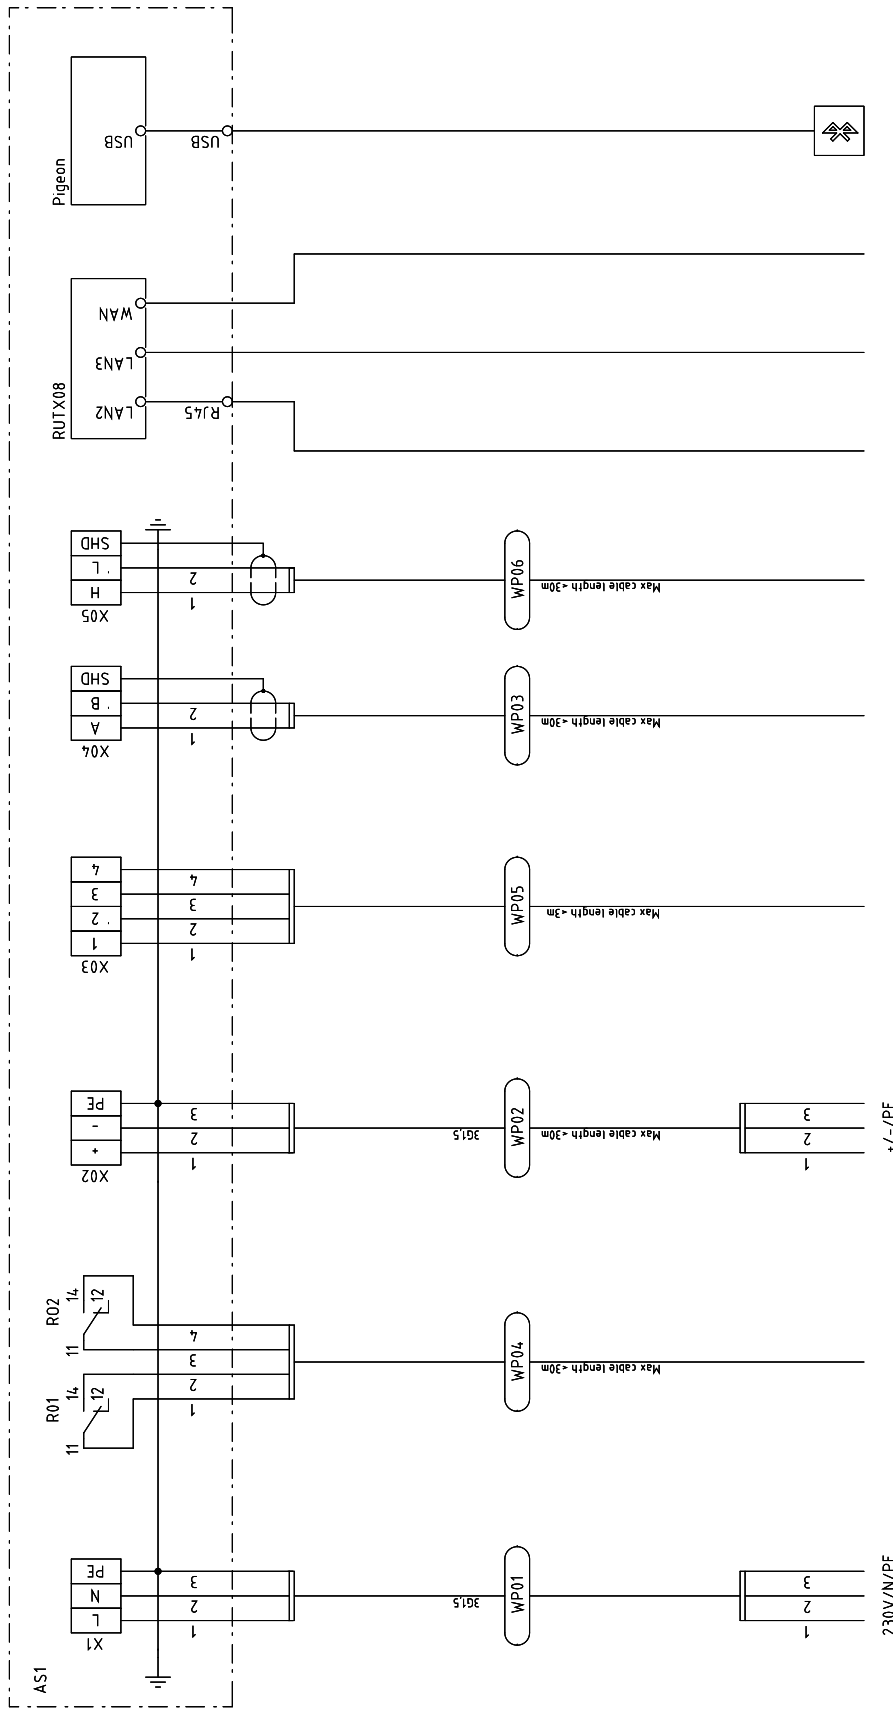 Pigeon
USB
USB
RUTX08
WAN
LAN3
LAN2
RJ45
SHD
L
H
X05
2
1
WP06
Max cable length < 30m
SHD
B
A
X04
2
1
WP03
Max cable length < 30m
4
3
2
1
X03
4
3
2
1
WP05
Max cable length < 3m
PE
-
+
X02
3
2
1
3G1,5
WP02
Max cable length < 30m
3
2
1
+/-/PE
R02
14
12
11
R01
14
12
11
4
3
2
1
WP04
Max cable length < 30m
PE
N
L
X1
3
2
1
3G1,5
WP01
3
2
1
230V/N/PE
AS1